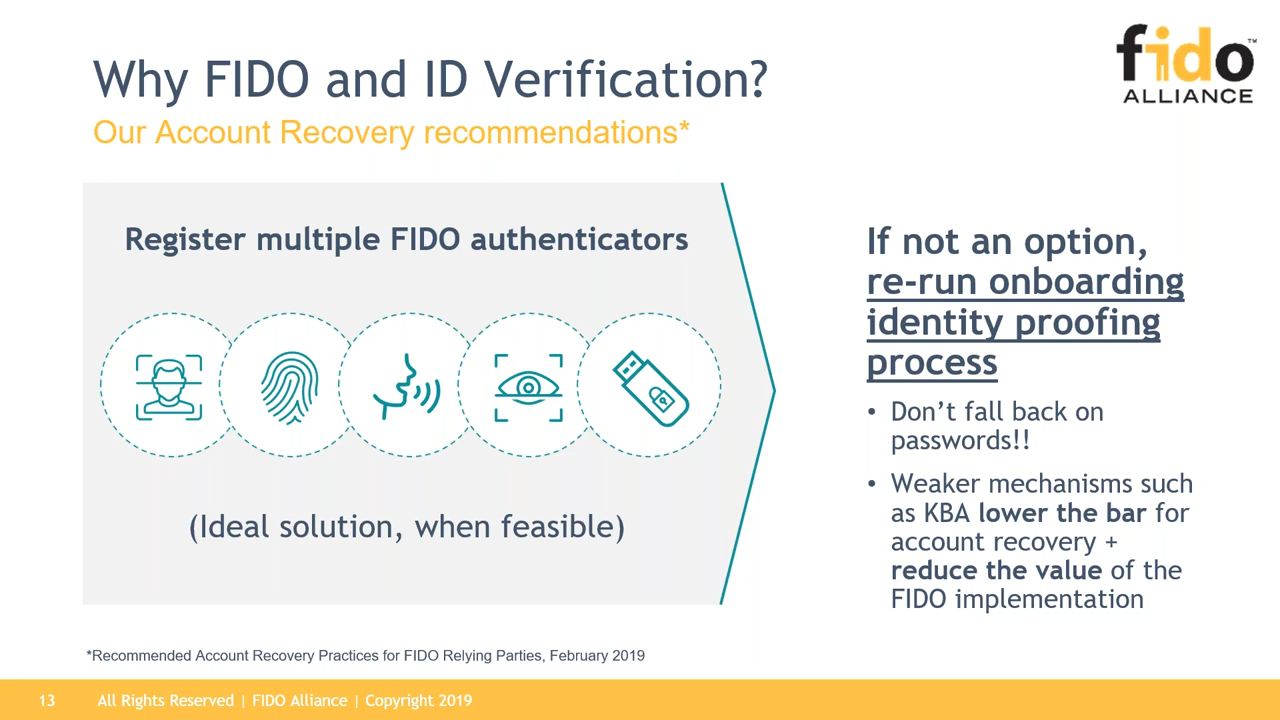 Why FIDO and ID Verification?
Our Account Recovery recommendations*
fido™
ALLIANCE
Register multiple FIDO authenticators
(Ideal solution, when feasible)
If not an option,
re-run onboarding
identity proofing
process
• Don’t fall back on
passwords!!
• Weaker mechanisms such
as KBA lower the bar for
account recovery +
reduce the value of the
FIDO implementation
*Recommended Account Recovery Practices for FIDO Relying Parties, February 2019
13 All Rights Reserved | FIDO Alliance | Copyright 2019